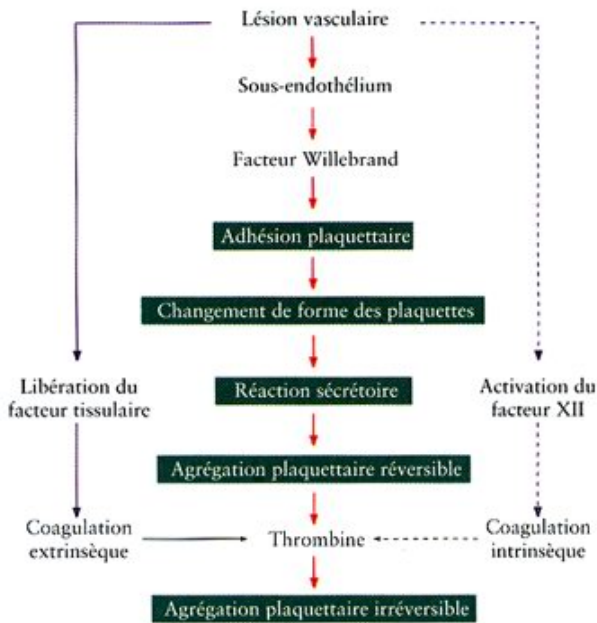 Lésion vasculaire
Sous-endothélium
Facteur Willebrand
Adhésion plaquettaire
Changement de forme des plaquettes
Libération du
facteur tissulaire
Réaction sécrétoire
Activation du
facteur XII
Agrégation plaquettaire réversible
Coagulation
extrinsèque
Thrombine
Coagulation
intrinsèque
Agrégation plaquettaire irréversible